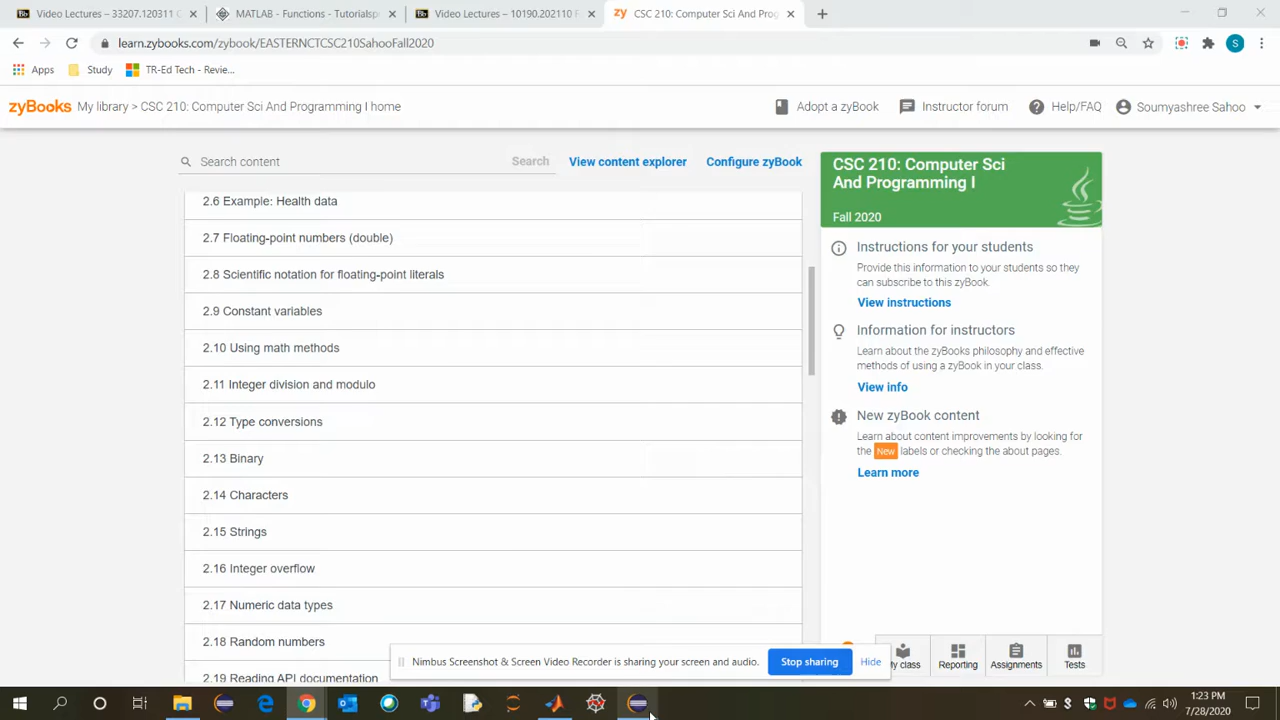 Video Lectures – 33207.12311 C
MATLAB - Functions - Tutorialsp
Video Lectures – 10190.202110 F
zy CSC 210: Computer Sci And Prog
learn.zybooks.com/zybook/EASTERNCTCSC210SahooFall2020
S
Apps
Study
TR-Ed Tech - Revie...
zyBooks My library > CSC 210: Computer Sci And Programming I home
Adopt a zyBook
Instructor forum
Help/FAQ
Soumyashree Sahoo
Search content
Search
View content explorer
Configure zyBook
2.6 Example: Health data
2.7 Floating-point numbers (double)
2.8 Scientific notation for floating-point literals
2.9 Constant variables
2.10 Using math methods
2.11 Integer division and modulo
2.12 Type conversions
2.13 Binary
2.14 Characters
2.15 Strings
2.16 Integer overflow
2.17 Numeric data types
2.18 Random numbers
2.19 Reading API documentation
CSC 210: Computer Sci
And Programming I
Fall 2020
Instructions for your students
Provide this information to your students so they
can subscribe to this zyBook.
View instructions
Information for instructors
Learn about the zyBooks philosophy and effective
methods of using a zyBook in your class.
View info
New zyBook content
Learn about content improvements by looking for
the New labels or checking the about pages.
Learn more
My class
Reporting
Assignments
Tests
Nimbus Screenshot & Screen Video Recorder is sharing your screen and audio.
Stop sharing
Hide
1:23 PM
7/28/2020